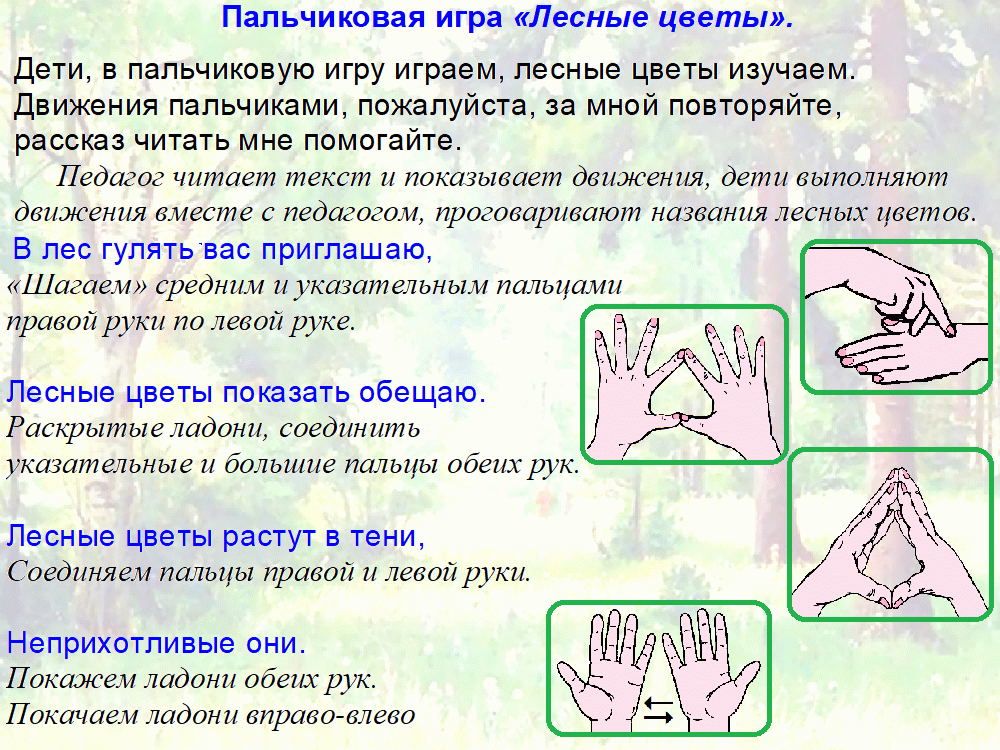 Пальчиковая игра «Лесные цветы».
Дети, в пальчиковую игру играем, лесные цветы изучаем.
Движения пальчиками, пожалуйста, за мной повторяйте,
рассказ читать мне помогайте.
Педагог читает текст и показывает движения, дети выполняют
движения вместе с педагогом, проговаривают названия лесных цветов.
В лес гулять вас приглашаю,
«Шагаем» средним и указательным пальцами
правой руки по левой руке.
Лесные цветы показать обещаю.
Раскрытые ладони, соединить
указательные и большие пальцы обеих рук.
Лесные цветы растут в тени,
Соединяем пальцы правой и левой руки.
Неприхотливые они.
Покажем ладони обеих рук.
Покачаем ладони вправо-влево